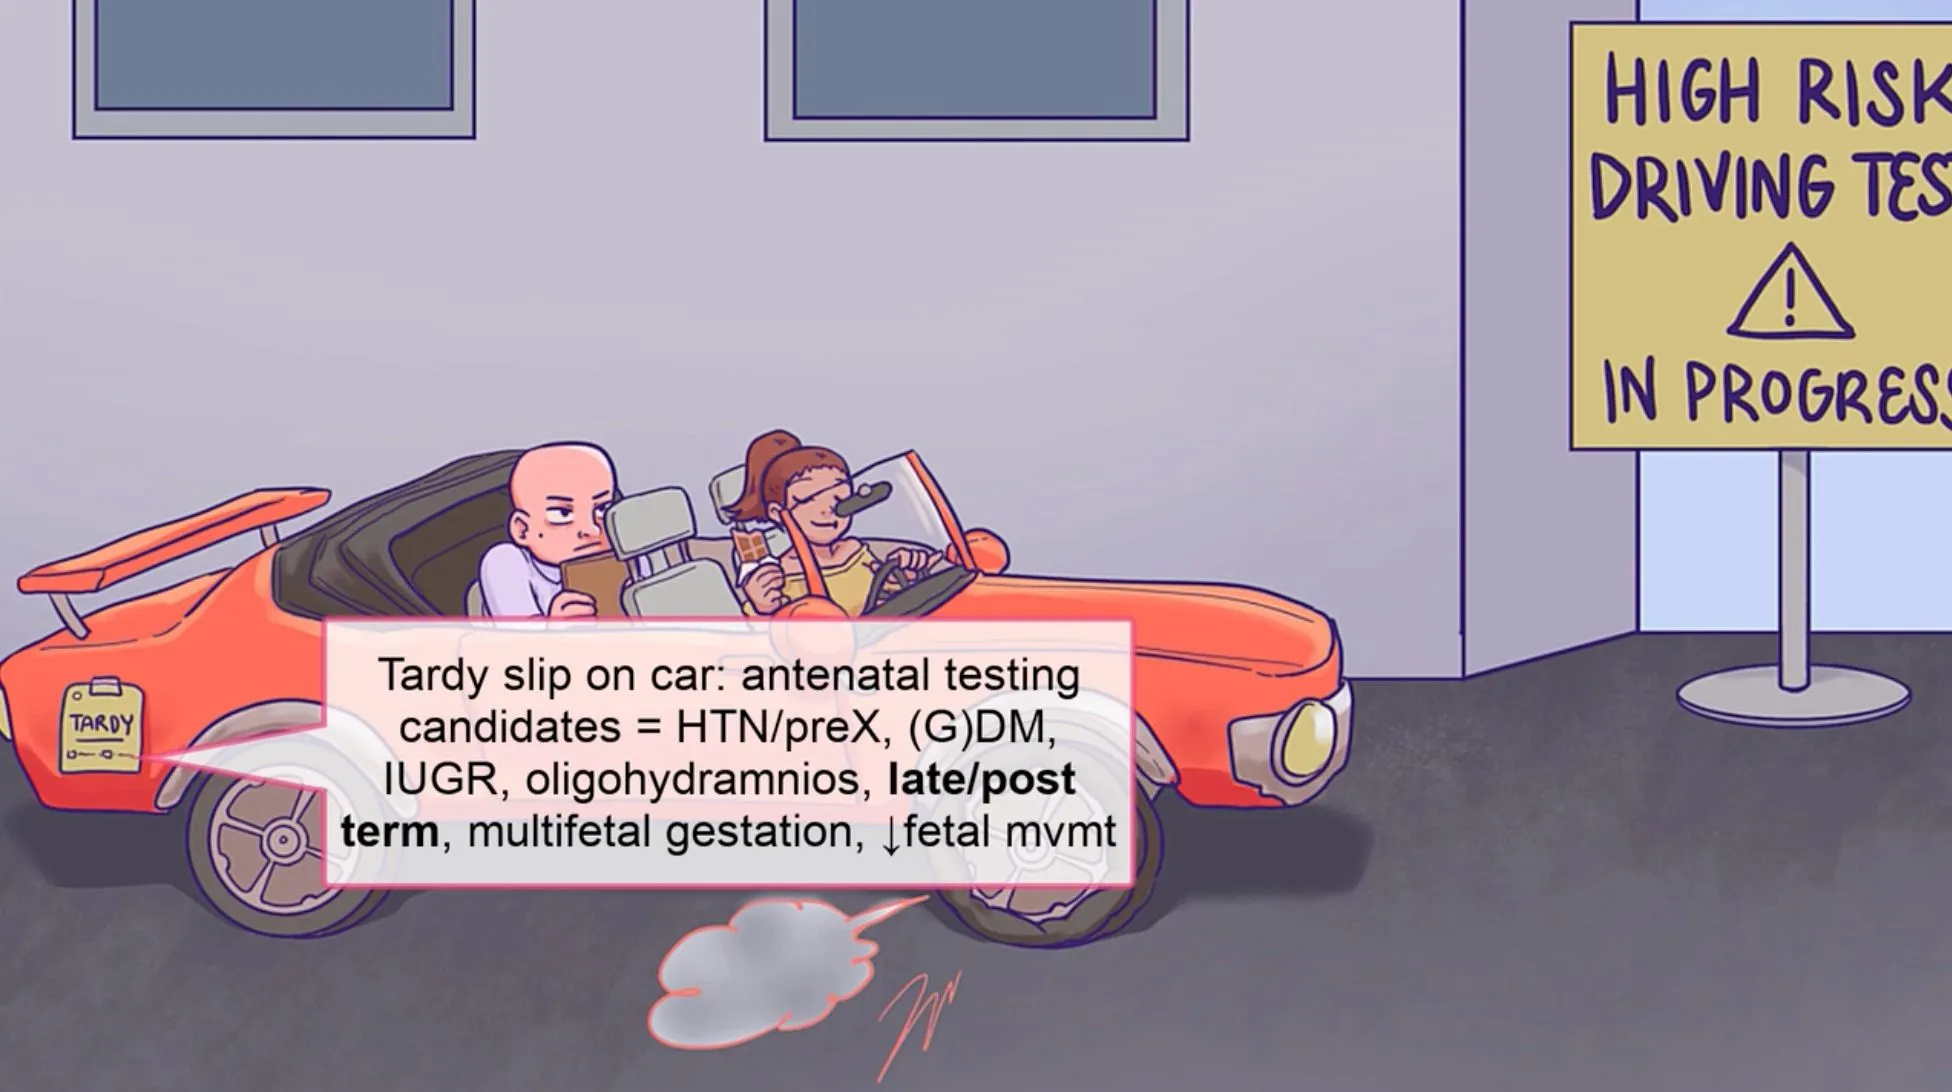 HIGH RISK
DRIVING TES
IN PROGRESS
TARDY
Tardy slip on car: antenatal testing
candidates = HTN/preX, (G)DM,
IUGR, oligohydramnios, late/post
term, multifetal gestation, ↓fetal mvmt